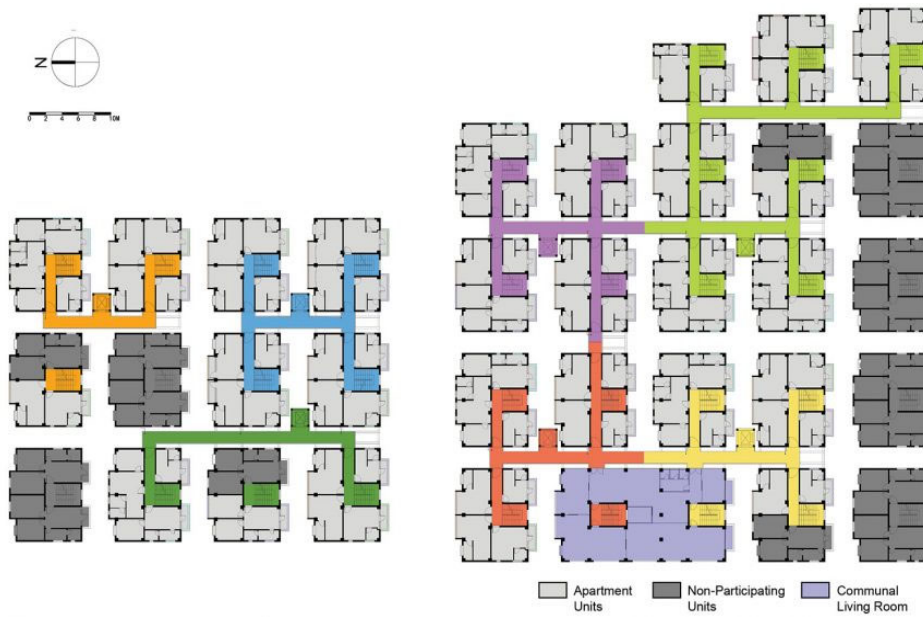 N
0 2 4 6 8 10M
Apartment
Units
Non-Participating
Units
Communal
Living Room